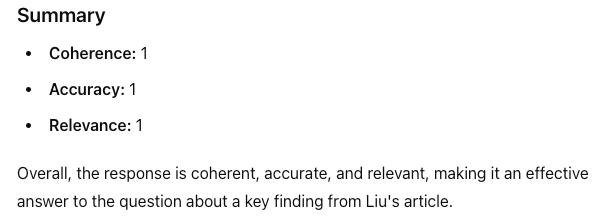 Summary
• Coherence: 1
• Accuracy: 1
• Relevance: 1
Overall, the response is coherent, accurate, and relevant, making it an effective
answer to the question about a key finding from Liu's article.